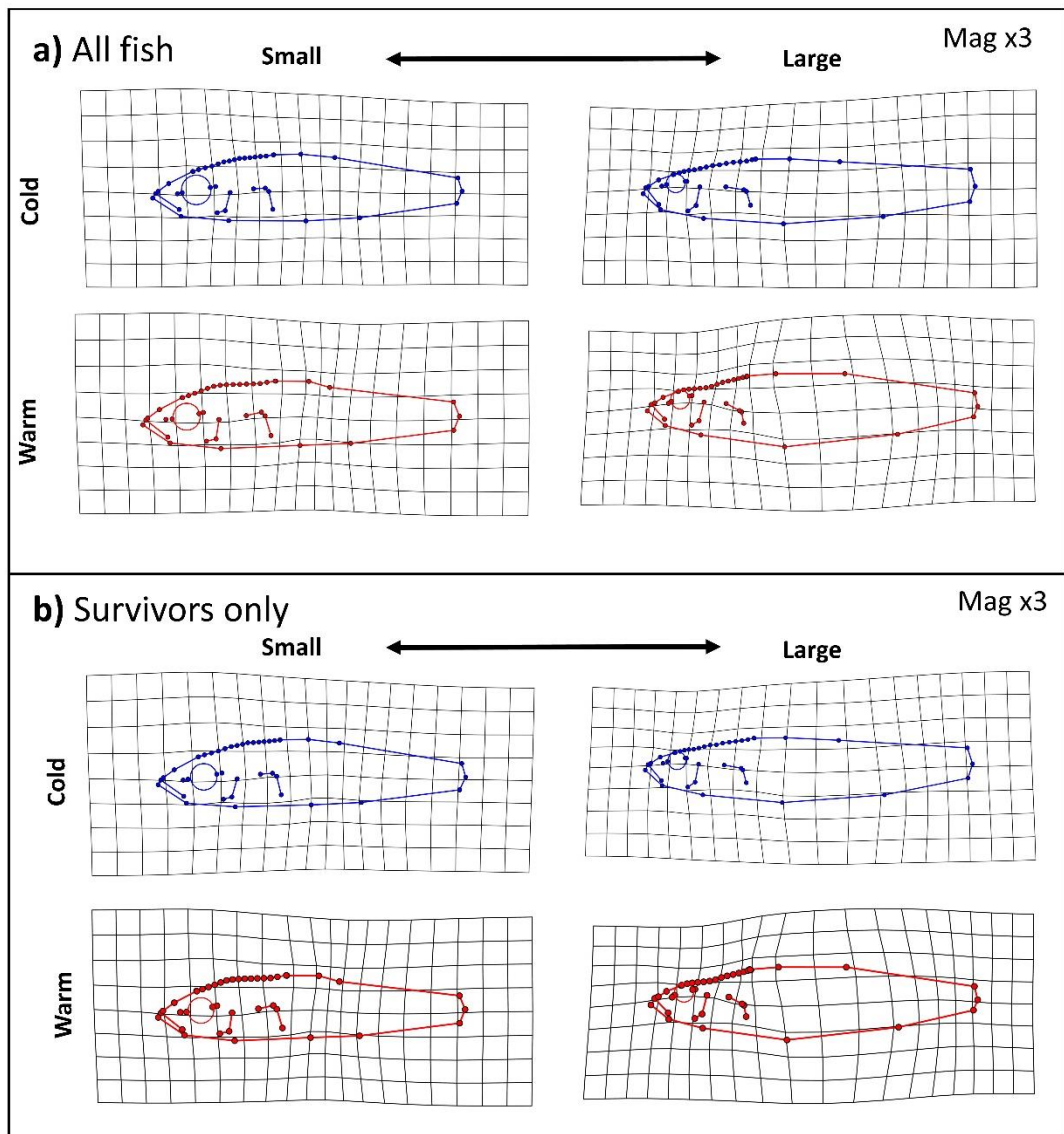 a) All fish
Mag x3
Small
Large
Cold
Warm
b) Survivors only
Mag x3
Small
Large
Cold
Warm